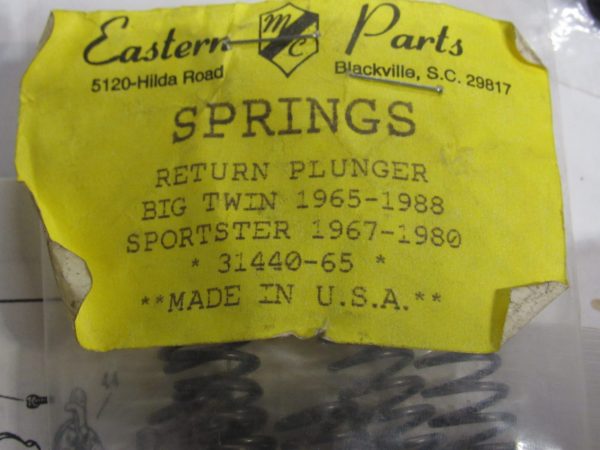 Eastern MC Parts
5120-Hilda Road Blackville, S.C. 29817
SPRINGS
RETURN PLUNGER
BIG TWIN 1965-1988
SPORTSTER 1967-1980
* 31440-65 *
**MADE IN U.S.A.**
44